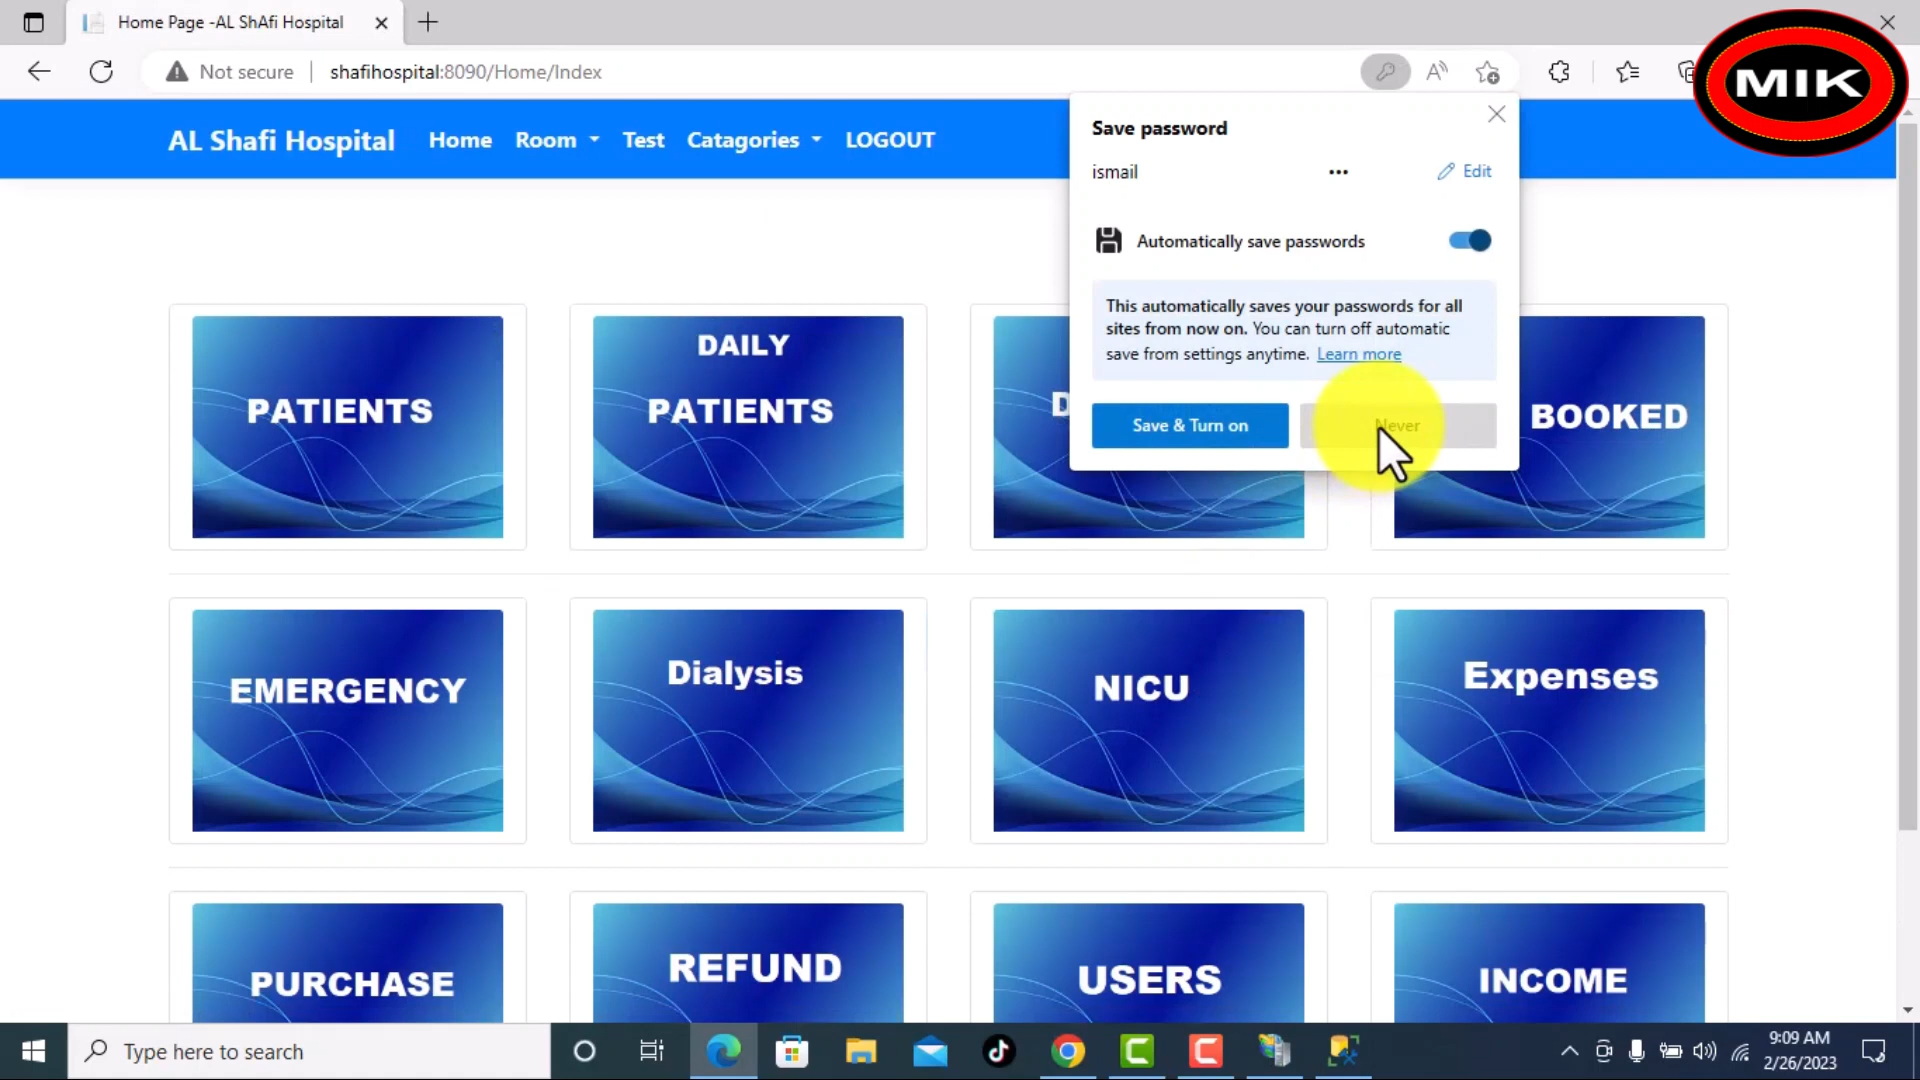 Home Page -AL ShAfi Hospital
Not secure
shafihospital:8090/Home/Index
MIK
AL Shafi Hospital
Home
Room
Test
Catagories
LOGOUT
Save password
ismail
Edit
Automatically save passwords
This automatically saves your passwords for all
sites from now on. You can turn off automatic
save from settings anytime. Learn more
Save & Turn on
Never
PATIENTS
DAILY
PATIENTS
BOOKED
EMERGENCY
Dialysis
NICU
Expenses
PURCHASE
REFUND
USERS
INCOME
Type here to search
9:09 AM
2/26/2023